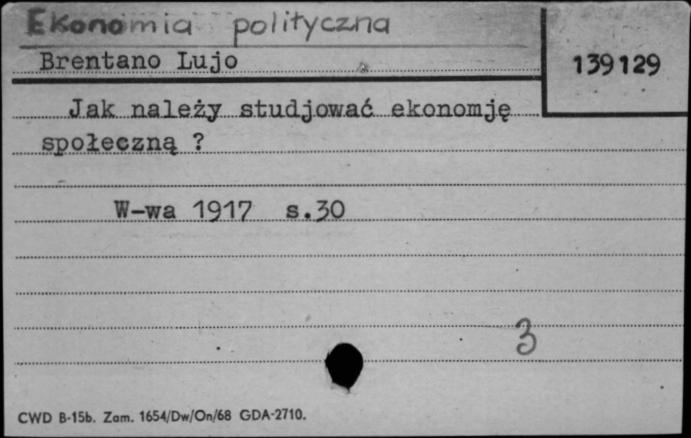 Ekonomia polityczna
Brentano Lujo
139129
Jak należy studjować ekonomję
społeczną ?
W-wa 1917 s.30
3
CWD B-15b. Zam. 1654/Dw/On/68 GDA-2710.